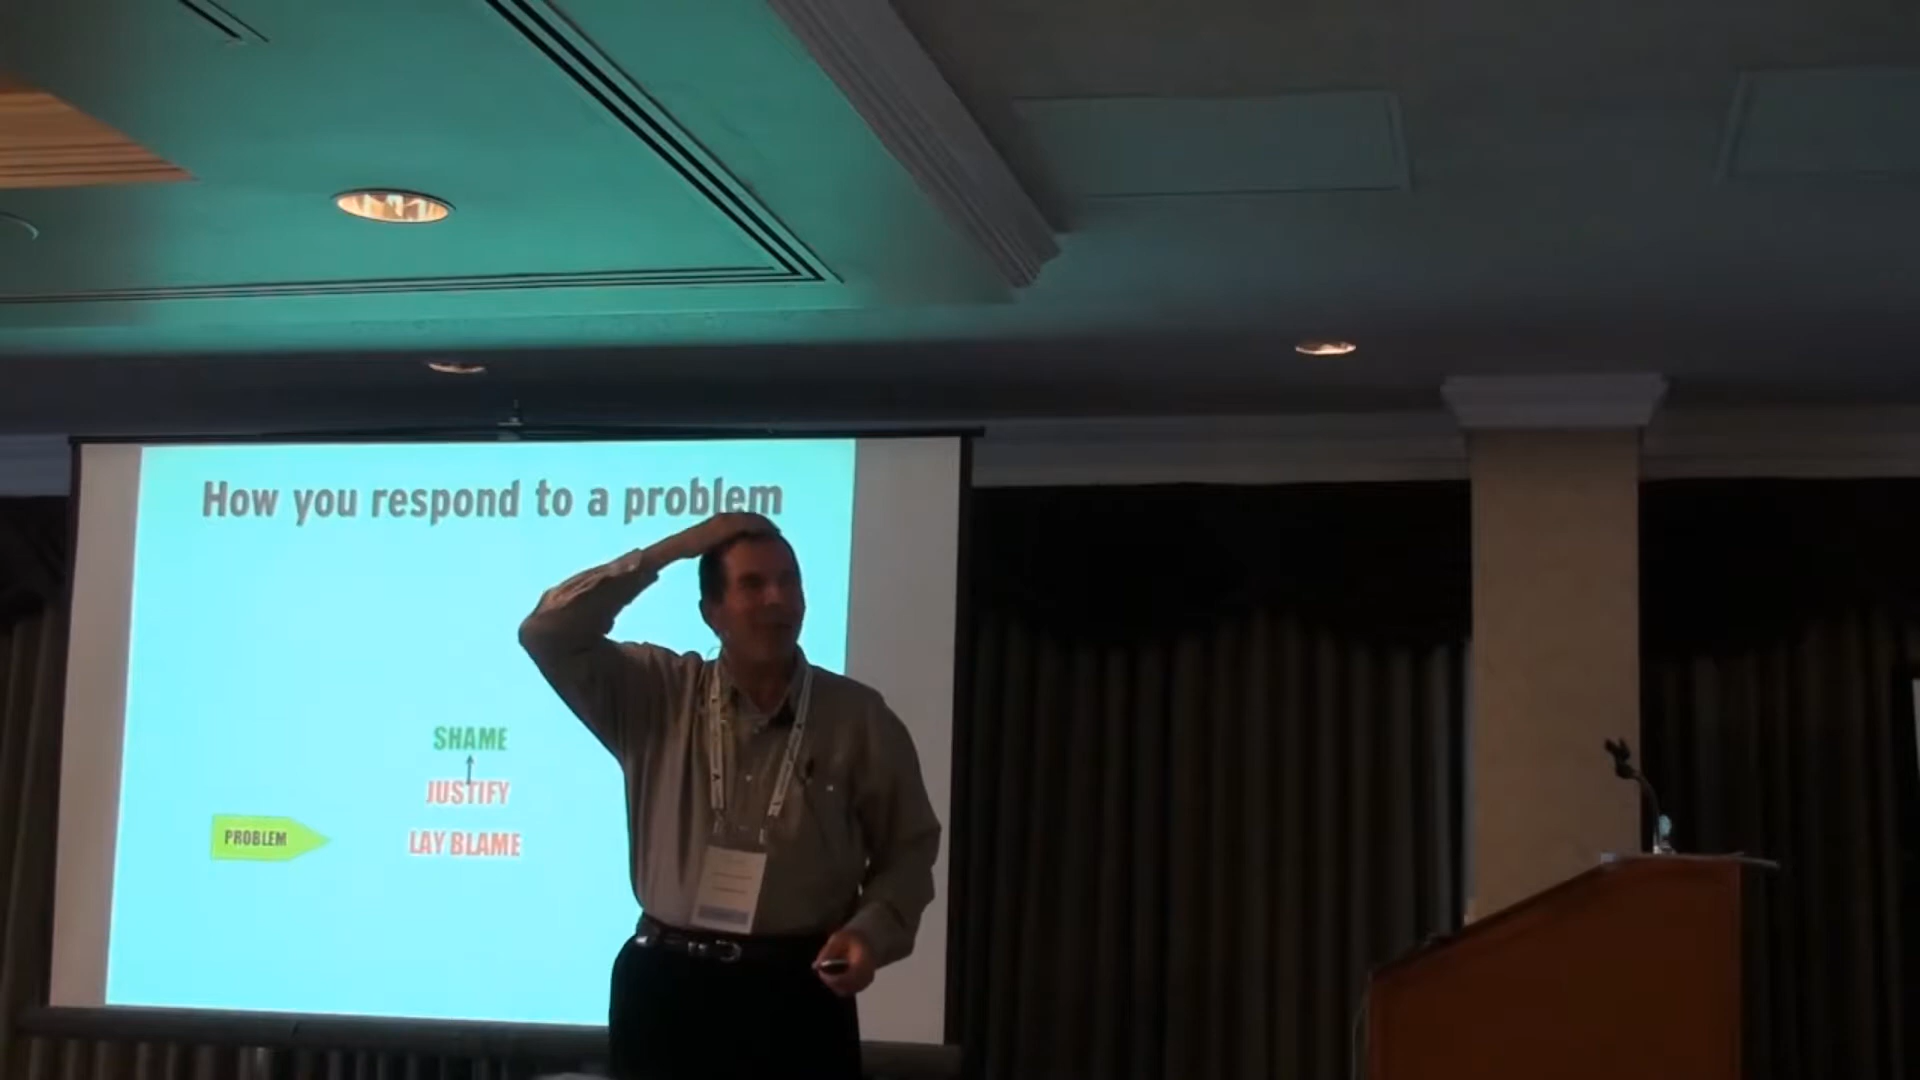 How you respond to a problem
SHAME
JUSTIFY
PROBLEM
LAY BLAME